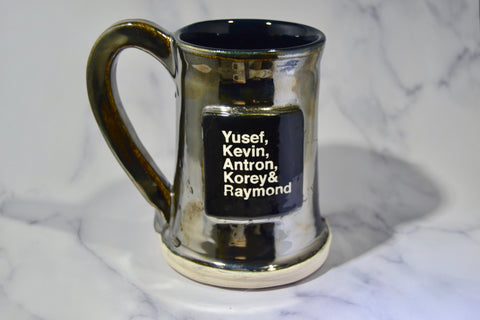 Yusef,
Kevin,
Antron,
Korey&
Raymond